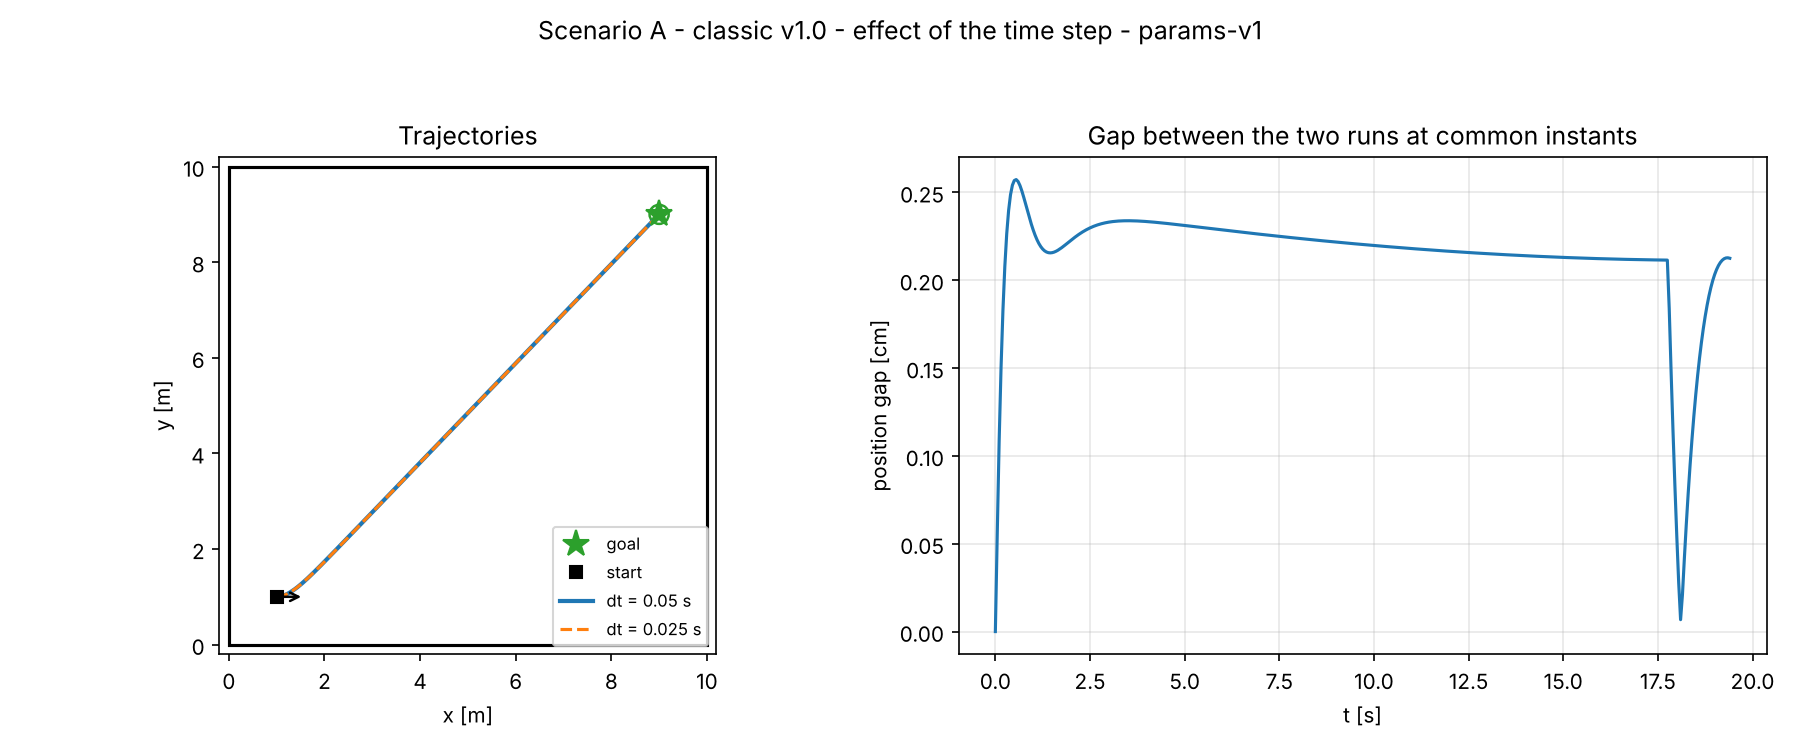 Scenario A - classic v1.0 - effect of the time step - params-v1
Trajectories
10
8
6
4
2
0
y [m]
0 2 4 6 8 10
x [m]
goal
start
dt = 0.05 s
dt = 0.025 s
Gap between the two runs at common instants
0.25
0.20
0.15
0.10
0.05
0.00
position gap [cm]
0.0 2.5 5.0 7.5 10.0 12.5 15.0 17.5 20.0
t [s]